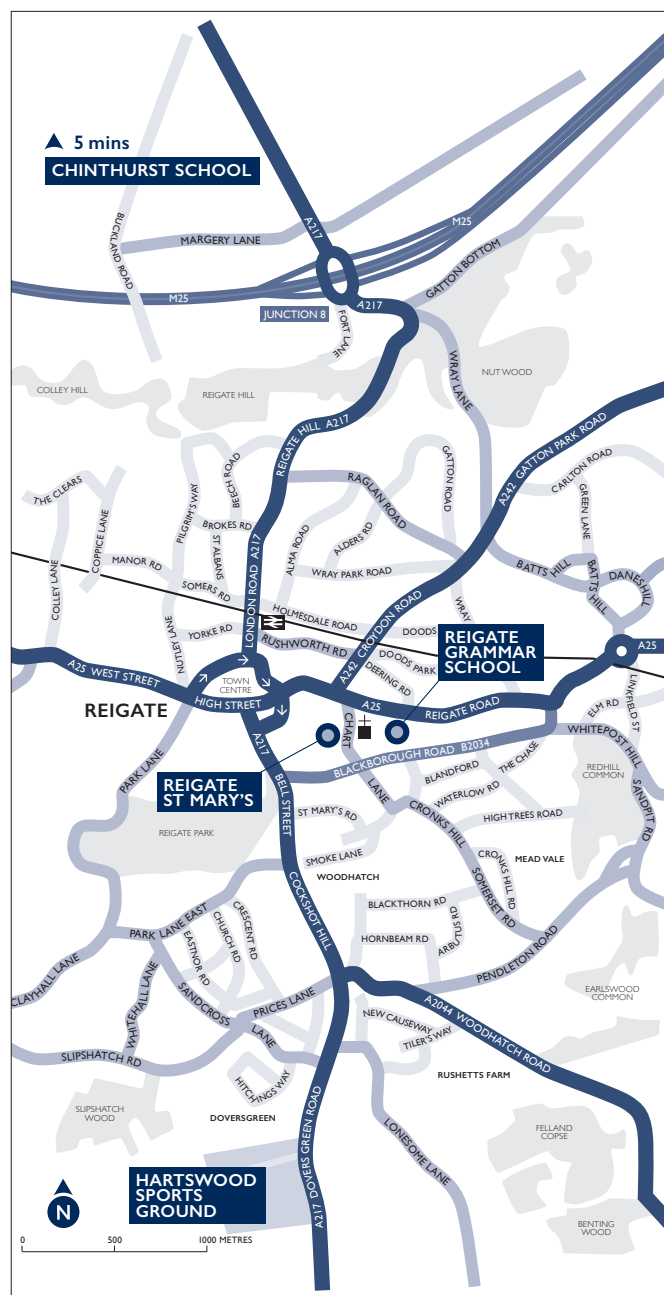 5 mins
CHINTHURST SCHOOL
A217
BUCKLAND ROAD
MARGERY LANE
M25
M25
GATTON BOTTOM
A217
JUNCTION 8
FORT LANE
WRAY LANE
NUT WOOD
COLLEY HILL
REIGATE HILL
REIGATE HILL A217
A242 GATTON PARK ROAD
CARLTON ROAD
GREEN LANE
THE CLEARS
COPPICE LANE
PILGRIM'S WAY
BEECH ROAD
BROKES RD
ST ALBANS
RAGLAN ROAD
GATTON ROAD
ALMA ROAD
ALDERS RD
WRAY PARK ROAD
MANOR RD
COLLEY LANE
SOMERS RD
LONDON ROAD A217
HOLMESDALE ROAD
BATTS HILL
BATTS HILL
DANESHILL
WRAY
DOODS
NUTLEY LANE
YORKE RD
RUSHWORTH RD
A242 CROYDON ROAD
DOODS PARK
DEERING RD
REIGATE
GRAMMAR
SCHOOL
A25
A25 WEST STREET
TOWN
CENTRE
HIGH STREET
REIGATE
A25
REIGATE ROAD
ELM RD
LINKFIELD ST
A217
BELL STREET
CHART
LANE
BLACKBOROUGH ROAD B2034
WHITEPOST HILL
PARK LANE
REIGATE
ST MARY'S
BLANDFORD
THE CHASE
WATERLOW RD
REDHILL
COMMON
SANDPIT RD
REIGATE PARK
ST MARY'S RD
CRONKS HILL
HIGH TREES ROAD
SMOKE LANE
WOODHATCH
CRONKS HILL RD
MEAD VALE
COCKSHOT HILL
SOMERSET RD
BLACKTHORN RD
ARBUTUS RD
HORNBEAM RD
PARK LANE EAST
EASTNOR RD
CHURCH RD
CRESCENT RD
PENDLETON ROAD
CLAYHALL LANE
WHITEHALL LANE
SANDCROSS
LANE
PRICES LANE
EARLSWOOD
COMMON
A2044 WOODHATCH ROAD
NEW CAUSEWAY
TILER'S WAY
SLIPSHATCH RD
HITCHINGS WAY
RUSHETTS FARM
SLIPSHATCH
WOOD
DOVERSGREEN
LONESOME LANE
FELLAND
COPSE
A217 DOVERS GREEN ROAD
HARTSWOOD
SPORTS
GROUND
N
BENTING
WOOD
0 500 1000 METRES